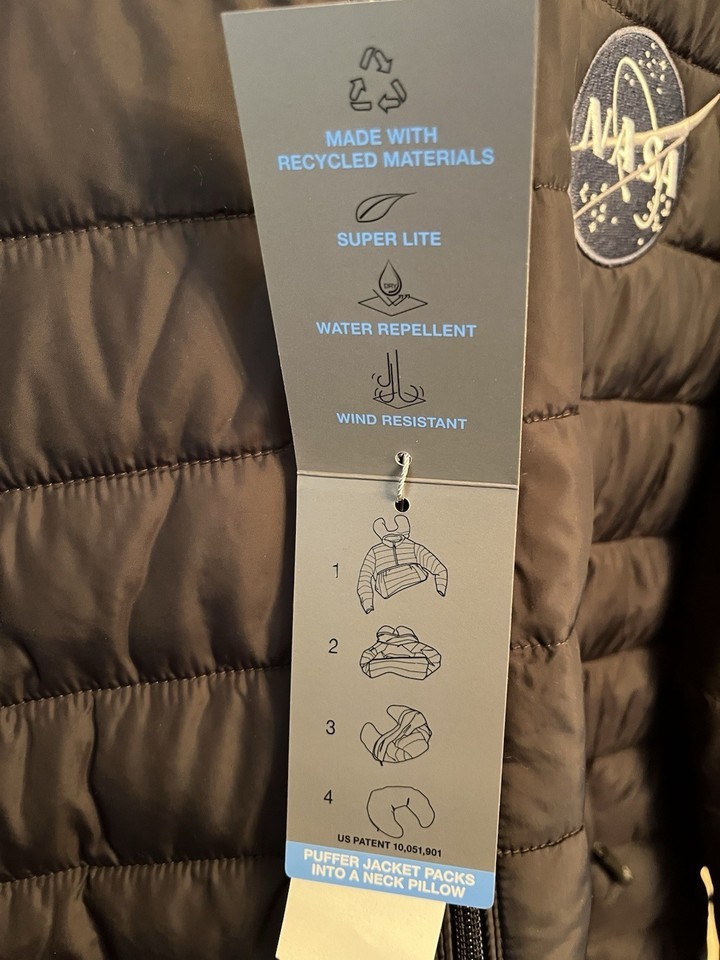 MADE WITH
RECYCLED MATERIALS
SUPER LITE
DRY
WATER REPELLENT
WIND RESISTANT
1
2
3
4
US PATENT 10,051,901
PUFFER JACKET PACKS
INTO A NECK PILLOW
NASA